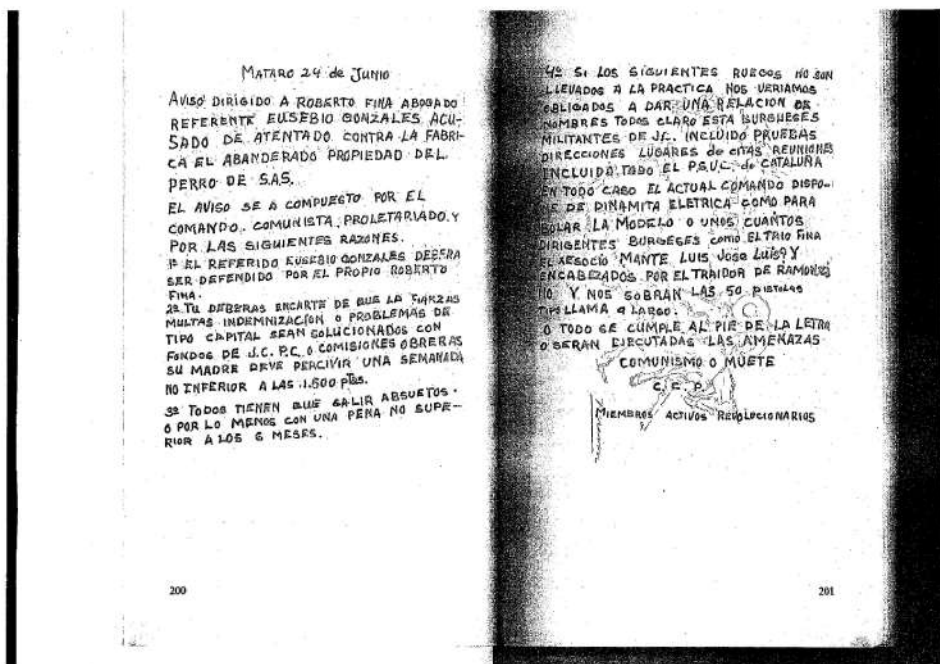 MATARO 24 de JUNIO
AVISO DIRIGIDO A ROBERTO FINA ABOGADO
REFERENTE EUSEBIO GONZALES ACU-
SADO DE ATENTADO CONTRA LA FABRI-
CA EL ABANDERADO PROPIEDAD DEL
PERRO DE S.A.S.
EL AVISO SE A COMPUESTO POR EL
COMANDO. COMUNISTA PROLETARIADO. Y
POR LAS SIGUIENTES RAZONES.
1º EL REFERIDO EUSEBIO GONZALES DEBERA
SER DEFENDIDO POR EL PROPIO ROBERTO
FINA.
2º TU DEBERAS ENCARTE DE QUE LA FIANZAS
MULTAS INDEMNIZACION O PROBLEMAS DE
TIPO CAPITAL SEAN SOLUCIONADOS CON
FONDOS DE J.C. P.C. O COMISIONES OBRERAS
SU MADRE DEVE PERCIVIR UNA SEMANADA
NO INFERIOR A LAS 1.500 PTAS.
3º TODOS TIENEN QUE SALIR ABSUETOS.
O POR LO MENOS CON UNA PENA NO SUPE-
RIOR A LOS 6 MESES.
200
4º SI LOS SIGUIENTES RUEGOS NO SON
LLEVADOS A LA PRACTICA NOS VERIAMOS
OBLIGADOS A DAR UNA RELACION DE
NOMBRES TODOS CLARO ESTA BURGUESES
MILITANTES DE J.C. INCLUIDO PRUEBAS
DIRECCIONES LUGARES de CITAS REUNIONES
INCLUIDO TODO EL P.S.U.C. de CATALUÑA
EN TODO CASO EL ACTUAL COMANDO DISPO-
NE DE DINAMITA ELETRICA COMO PARA
BOLAR LA MODELO O UNOS CUANTOS
DIRIGENTES BURGESES COMO EL TRIO FINA
EL ASOCIO MANTE LUIS JOSE LUIS Y
ENCABEZADOS POR EL TRAIDOR DE
NO Y NOS SOBRAN LAS 50 PISTOLAS
TIPO LLAMA 9 LARGO.
O TODO SE CUMPLE AL PIE DE LA LETRA
O SERAN EJECUTADAS LAS AMENAZAS
COMUNISMO O MUETE
C.C.P.
MIEMBROS ACTIVOS REVOLUCIONARIOS
201